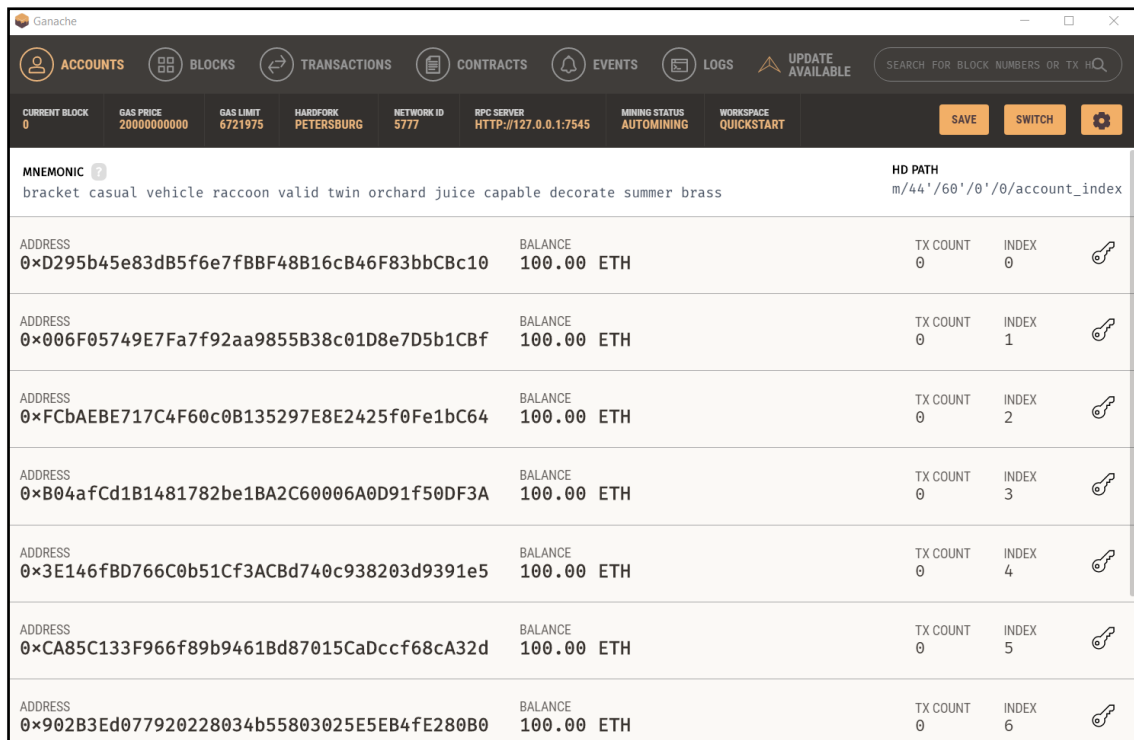 Ganache
ACCOUNTS BLOCKS TRANSACTIONS CONTRACTS EVENTS LOGS UPDATE AVAILABLE SEARCH FOR BLOCK NUMBERS OR TX H
CURRENT BLOCK GAS PRICE GAS LIMIT HARDFORK NETWORK ID RPC SERVER MINING STATUS WORKSPACE
0 20000000000 6721975 PETERSBURG 5777 HTTP://127.0.0.1:7545 AUTOMINING QUICKSTART SAVE SWITCH
MNEMONIC ? HD PATH
bracket casual vehicle raccoon valid twin orchard juice capable decorate summer brass m/44'/60'/0'/0/account_index
ADDRESS BALANCE TX COUNT INDEX
0×D295b45e83dB5f6e7fBBF48B16cB46F83bbCBc10 100.00 ETH 0 0
ADDRESS BALANCE TX COUNT INDEX
0×006F05749E7Fa7f92aa9855B38c01D8e7D5b1CBf 100.00 ETH 0 1
ADDRESS BALANCE TX COUNT INDEX
0×FCbAEBE717C4F60c0B135297E8E2425f0Fe1bC64 100.00 ETH 0 2
ADDRESS BALANCE TX COUNT INDEX
0×B04afCd1B1481782be1BA2C60006A0D91f50DF3A 100.00 ETH 0 3
ADDRESS BALANCE TX COUNT INDEX
0×3E146fBD766C0b51Cf3ACBd740c938203d9391e5 100.00 ETH 0 4
ADDRESS BALANCE TX COUNT INDEX
0×CA85C133F966f89b9461Bd87015CaDccf68cA32d 100.00 ETH 0 5
ADDRESS BALANCE TX COUNT INDEX
0×902B3Ed077920228034b55803025E5EB4fE280B0 100.00 ETH 0 6